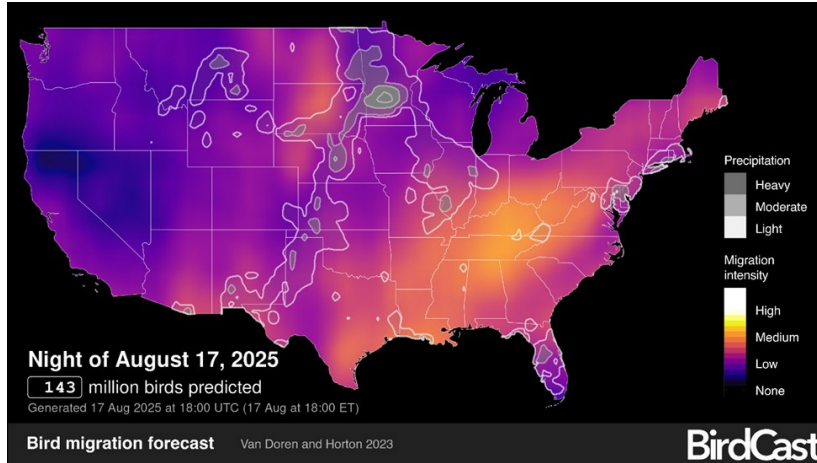 Precipitation
Heavy
Moderate
Light
Migration
intensity
High
Medium
Low
None
Night of August 17, 2025
143 million birds predicted
Generated 17 Aug 2025 at 18:00 UTC (17 Aug at 18:00 ET)
Bird migration forecast Van Doren and Horton 2023
BirdCast